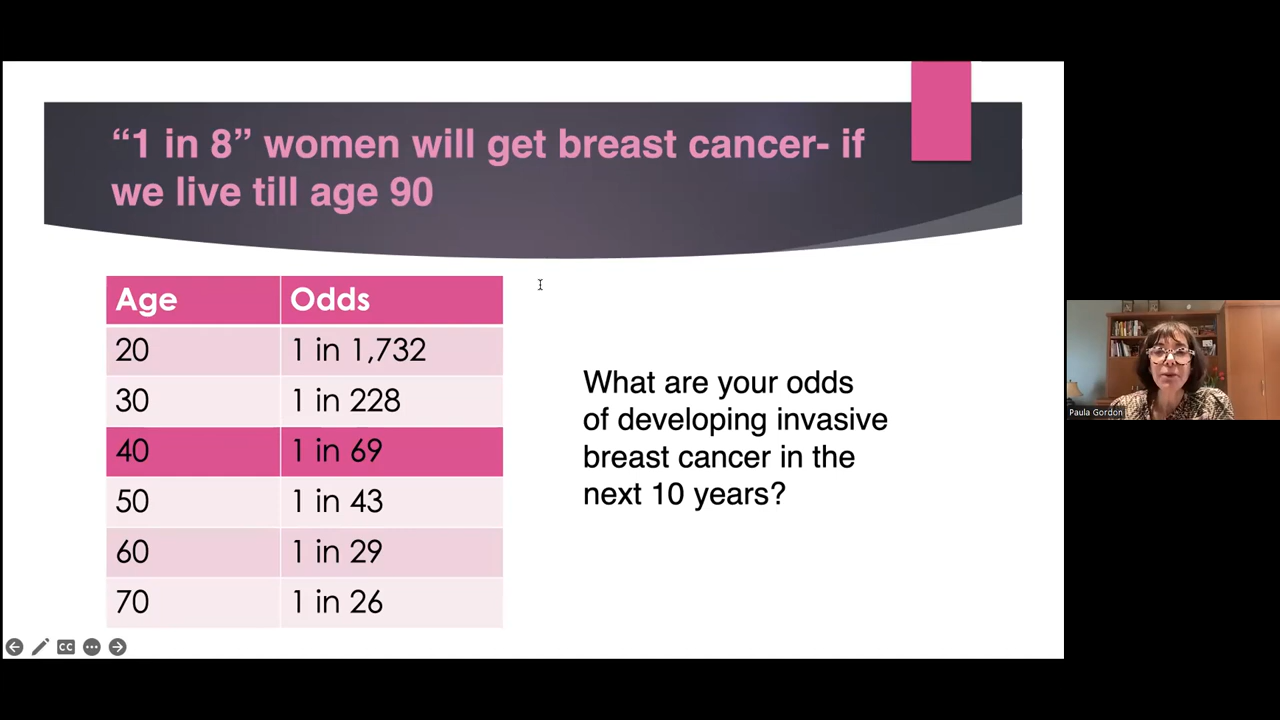 “1 in 8” women will get breast cancer- if
we live till age 90
Age Odds
20 1 in 1,732
30 1 in 228
40 1 in 69
50 1 in 43
60 1 in 29
70 1 in 26
What are your odds
of developing invasive
breast cancer in the
next 10 years?
CC
Paula Gordon